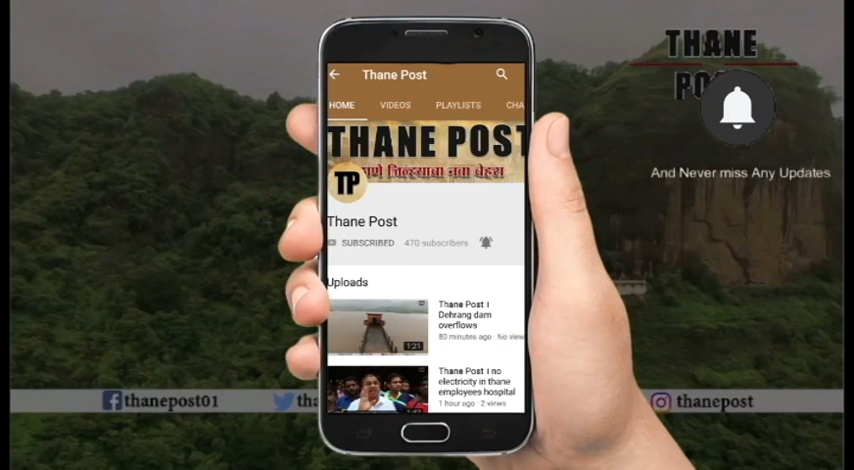 THANE
Thane Post
HOME VIDEOS PLAYLISTS CHA
THANE POST
ठाणे जिल्ह्याचा नवा चेहरा
TP
And Never miss Any Updates
Thane Post
SUBSCRIBED 470 subscribers
Uploads
Thane Post I
Dehrang dam
overflows
80 minutes ago · No view
1:21
Thane Post I no
electricity in thane
employees hospital
1 hour ago · 2 views
thanepost01
th
thanepost